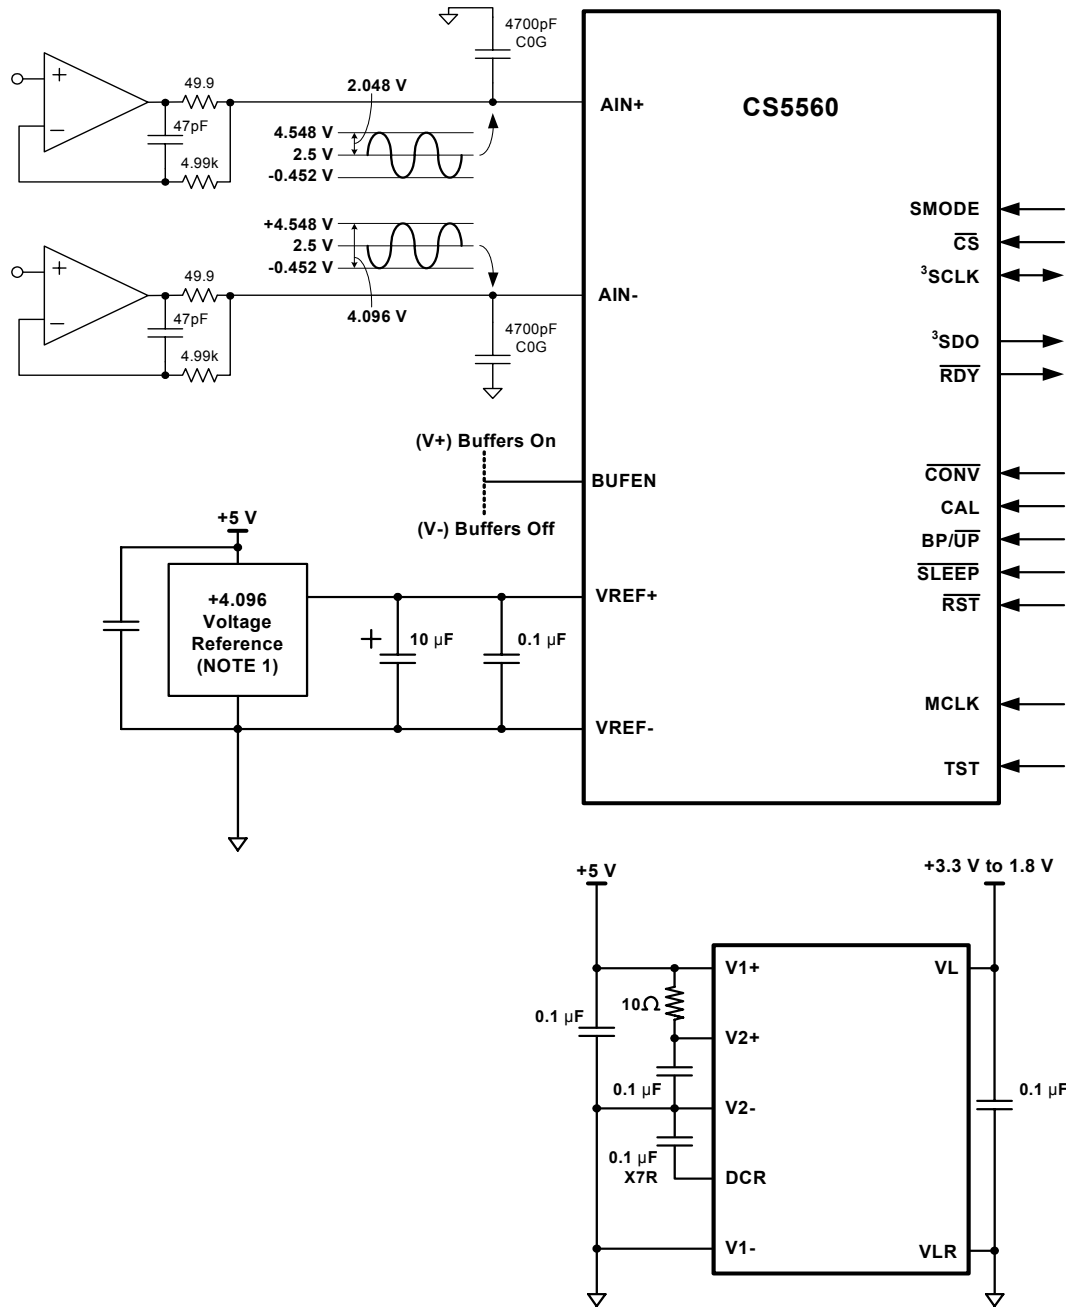 4700pF
C0G
+
−
49.9
47pF
4.99k
2.048 V
4.548 V
2.5 V
-0.452 V
AIN+
CS5560
+
−
49.9
47pF
4.99k
+4.548 V
2.5 V
-0.452 V
4.096 V
AIN-
4700pF
C0G
SMODE
CS
3SCLK
3SDO
RDY
(V+) Buffers On
BUFEN
(V-) Buffers Off
CONV
CAL
BP/UP
SLEEP
RST
MCLK
TST
+5 V
+4.096
Voltage
Reference
(NOTE 1)
+
10 µF
0.1 µF
VREF+
VREF-
+5 V
+3.3 V to 1.8 V
V1+
VL
10Ω
0.1 µF
V2+
0.1 µF
V2-
0.1 µF
0.1 µF
X7R
DCR
V1-
VLR